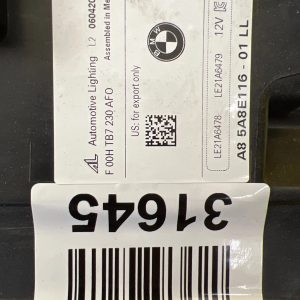 Automotive Lighting L2 060420
F 00H TB7 230 AFO
Assembled in Me
US: for export only
BMW
LE21A6478 LE21A6479 12V
A8 5A8E116 - 01 LL
31645